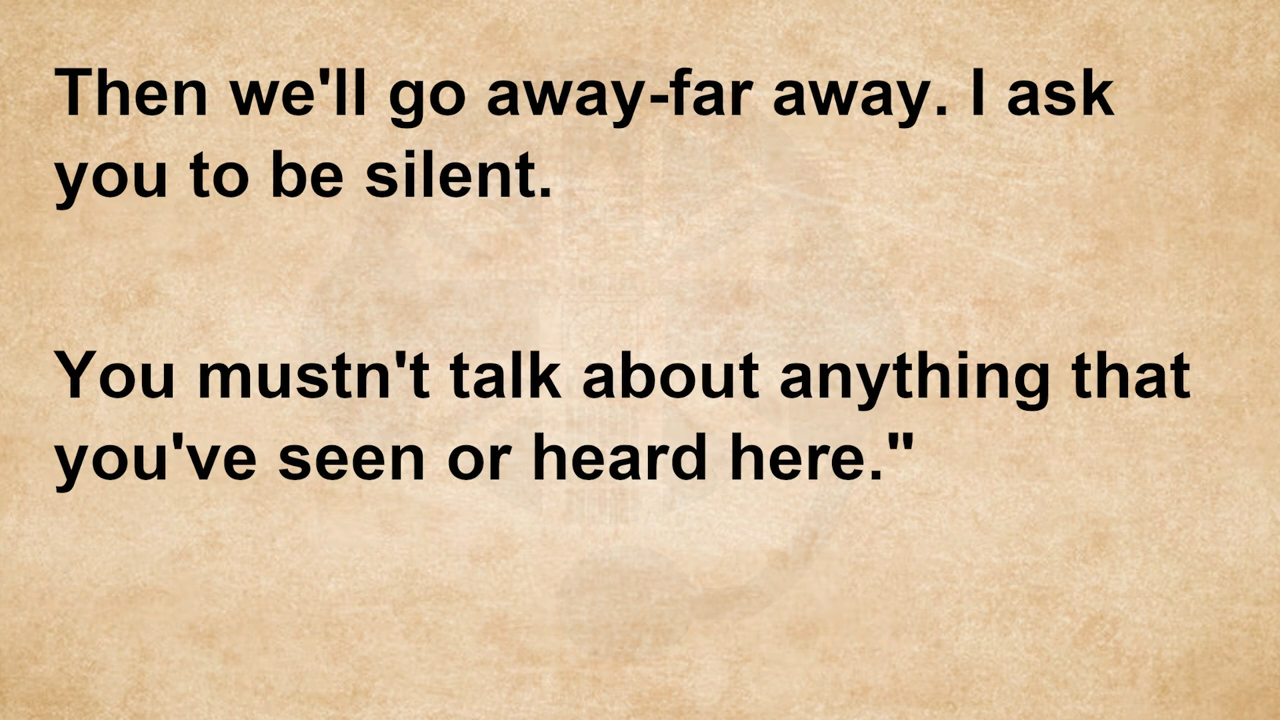 Then we'll go away-far away. I ask
you to be silent.
You mustn't talk about anything that
you've seen or heard here."